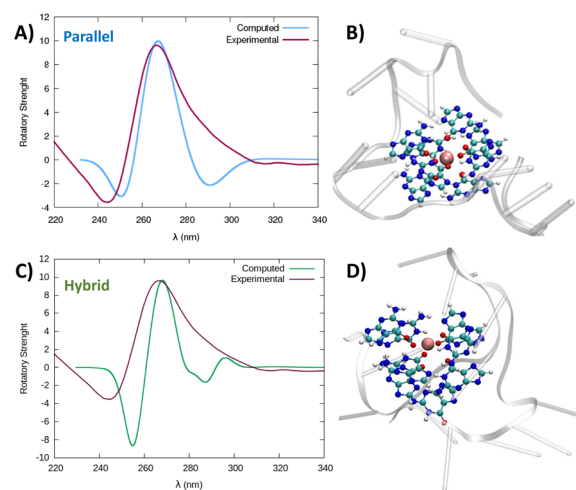 A) Parallel
Computed
Experimental
B)
Rotatory Strenght
12
10
8
6
4
2
0
-2
-4
220 240 260 280 300 320 340
λ (nm)
C) Hybrid
Computed
Experimental
D)
Rotatory Strenght
12
10
8
6
4
2
0
-2
-4
-6
-8
-10
220 240 260 280 300 320 340
λ (nm)